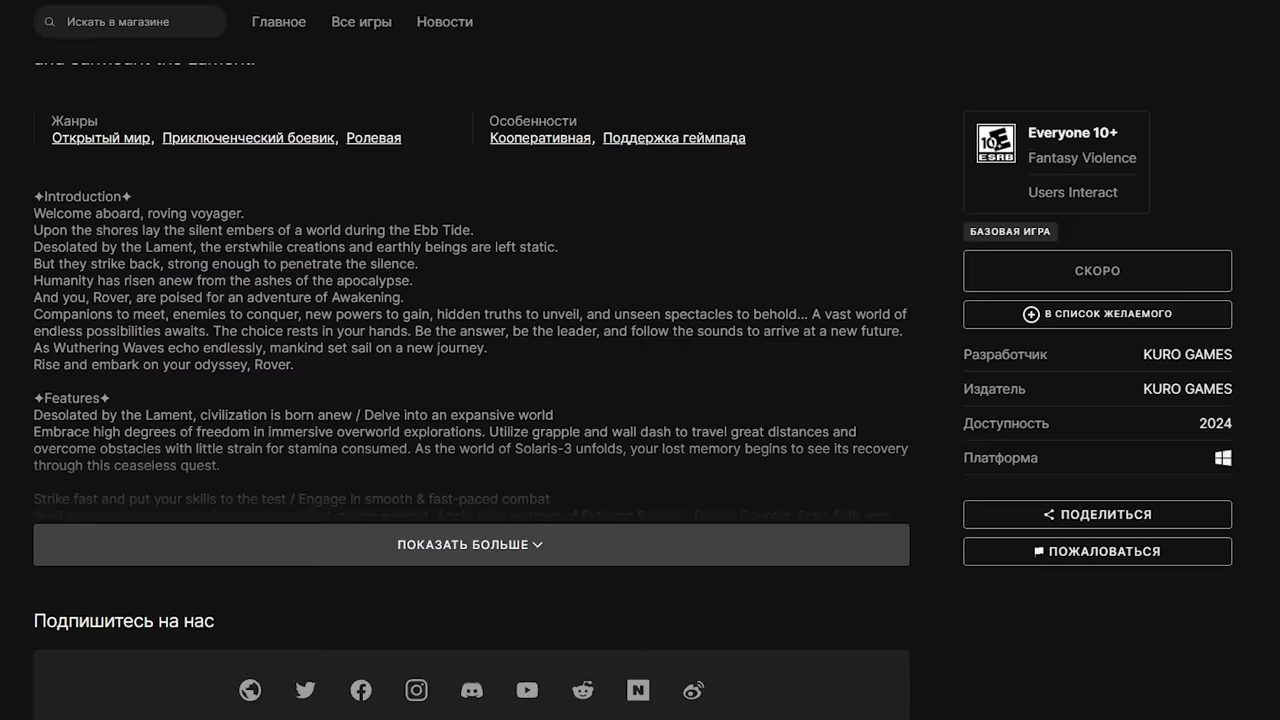 Искать в магазине
Главное
Все игры
Новости
and surmount the Lament.
Жанры
Открытый мир, Приключенческий боевик, Ролевая
Особенности
Кооперативная, Поддержка геймпада
✦Introduction✦
Welcome aboard, roving voyager.
Upon the shores lay the silent embers of a world during the Ebb Tide.
Desolated by the Lament, the erstwhile creations and earthly beings are left static.
But they strike back, strong enough to penetrate the silence.
Humanity has risen anew from the ashes of the apocalypse.
And you, Rover, are poised for an adventure of Awakening.
Companions to meet, enemies to conquer, new powers to gain, hidden truths to unveil, and unseen spectacles to behold... A vast world of
endless possibilities awaits. The choice rests in your hands. Be the answer, be the leader, and follow the sounds to arrive at a new future.
As Wuthering Waves echo endlessly, mankind set sail on a new journey.
Rise and embark on your odyssey, Rover.
✦Features✦
Desolated by the Lament, civilization is born anew / Delve into an expansive world
Embrace high degrees of freedom in immersive overworld explorations. Utilize grapple and wall dash to travel great distances and
overcome obstacles with little strain for stamina consumed. As the world of Solaris-3 unfolds, your lost memory begins to see its recovery
through this ceaseless quest.
Strike fast and put your skills to the test / Engage in smooth & fast-paced combat
ПОКАЗАТЬ БОЛЬШЕ
Подпишитесь на нас
10+
E
ESRB
Everyone 10+
Fantasy Violence
Users Interact
БАЗОВАЯ ИГРА
СКОРО
В СПИСОК ЖЕЛАЕМОГО
Разработчик KURO GAMES
Издатель KURO GAMES
Доступность 2024
Платформа
ПОДЕЛИТЬСЯ
ПОЖАЛОВАТЬСЯ